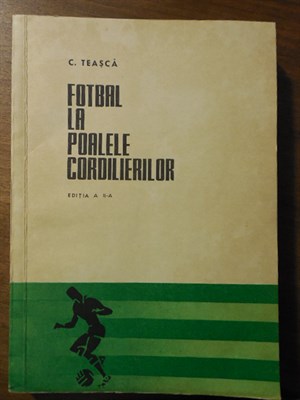 C. TEAȘCĂ
FOTBAL
LA
POALELE
CORDILIERILOR
EDIȚIA A II-A